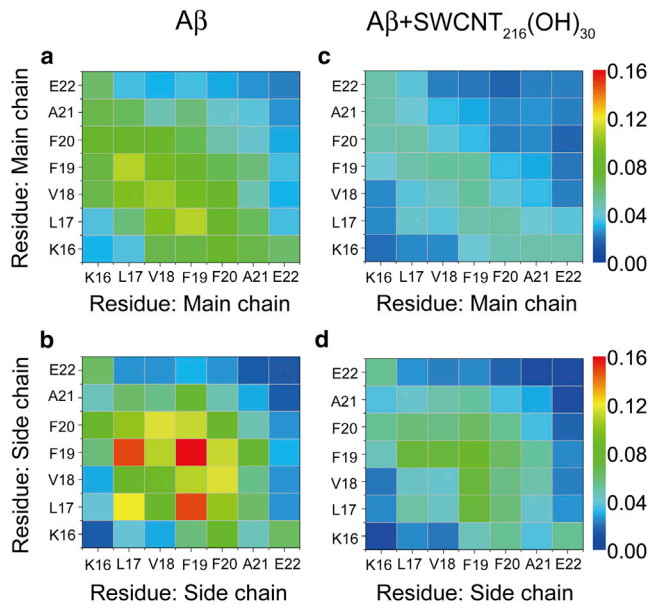 Aβ
Aβ+SWCNT216(OH)30
a
E22
A21
F20
F19
V18
L17
K16
Residue: Main chain
K16 L17 V18 F19 F20 A21 E22
Residue: Main chain
c
E22
A21
F20
F19
V18
L17
K16
K16 L17 V18 F19 F20 A21 E22
Residue: Main chain
0.16
0.12
0.08
0.04
0.00
b
E22
A21
F20
F19
V18
L17
K16
Residue: Side chain
K16 L17 V18 F19 F20 A21 E22
Residue: Side chain
d
E22
A21
F20
F19
V18
L17
K16
K16 L17 V18 F19 F20 A21 E22
Residue: Side chain
0.16
0.12
0.08
0.04
0.00